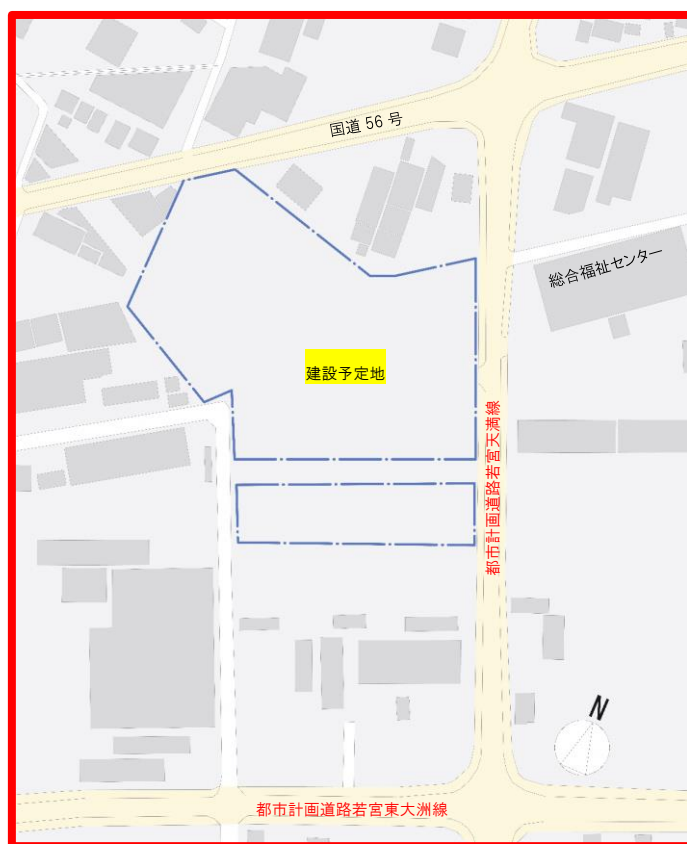 国道 56 号
総合福祉センター
建設予定地
都市計画道路若宮天満線
N
都市計画道路若宮東大洲線